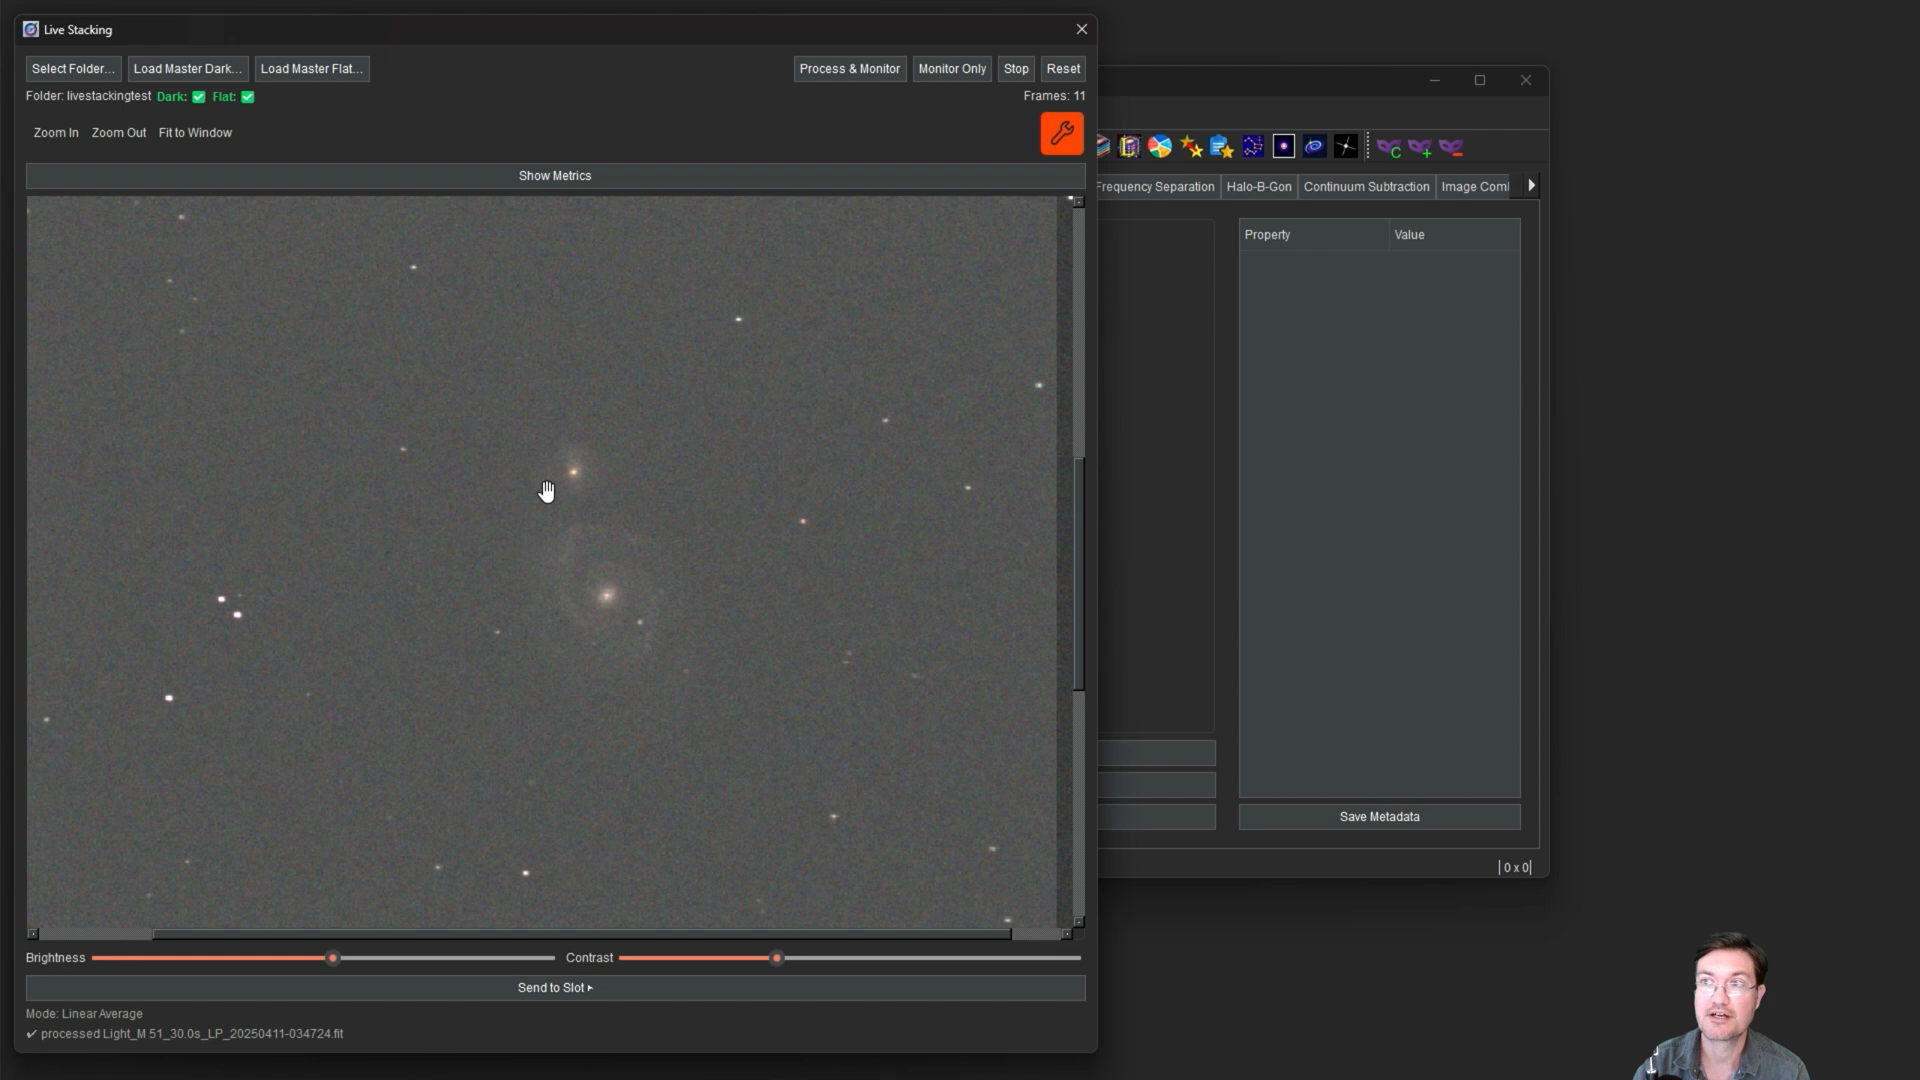 Live Stacking
Select Folder... Load Master Dark... Load Master Flat... Process & Monitor Monitor Only Stop Reset
Folder: livestackingtest Dark: ✅ Flat: ✅ Frames: 11
Zoom In Zoom Out Fit to Window
Show Metrics
Frequency Separation Halo-B-Gon Continuum Subtraction Image Com
Property Value
Save Metadata
0 x 0
Brightness Contrast
Send to Slot ▸
Mode: Linear Average
✔ processed Light_M 51_30.0s_LP_20250411-034724.fit